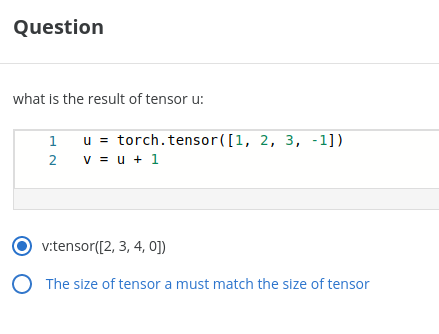 Question
what is the result of tensor u:
1 u = torch.tensor([1, 2, 3, -1])
2 v = u + 1
v:tensor([2, 3, 4, 0])
The size of tensor a must match the size of tensor